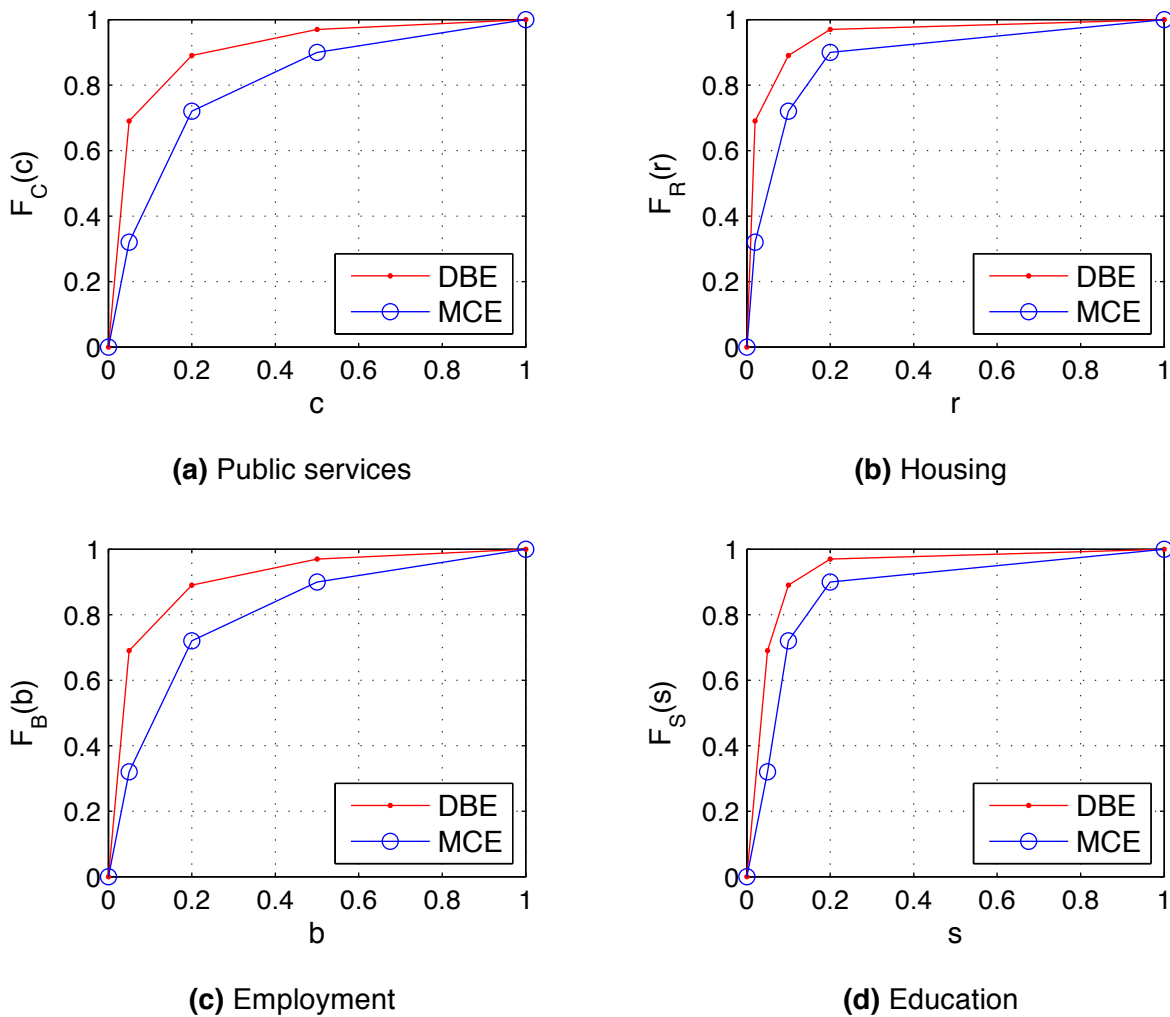 1
0.8
0.6
0.4
0.2
0
F_C(c)
DBE
MCE
0 0.2 0.4 0.6 0.8 1
c
(a) Public services
1
0.8
0.6
0.4
0.2
0
F_R(r)
DBE
MCE
0 0.2 0.4 0.6 0.8 1
r
(b) Housing
1
0.8
0.6
0.4
0.2
0
F_B(b)
DBE
MCE
0 0.2 0.4 0.6 0.8 1
b
(c) Employment
1
0.8
0.6
0.4
0.2
0
F_S(s)
DBE
MCE
0 0.2 0.4 0.6 0.8 1
s
(d) Education